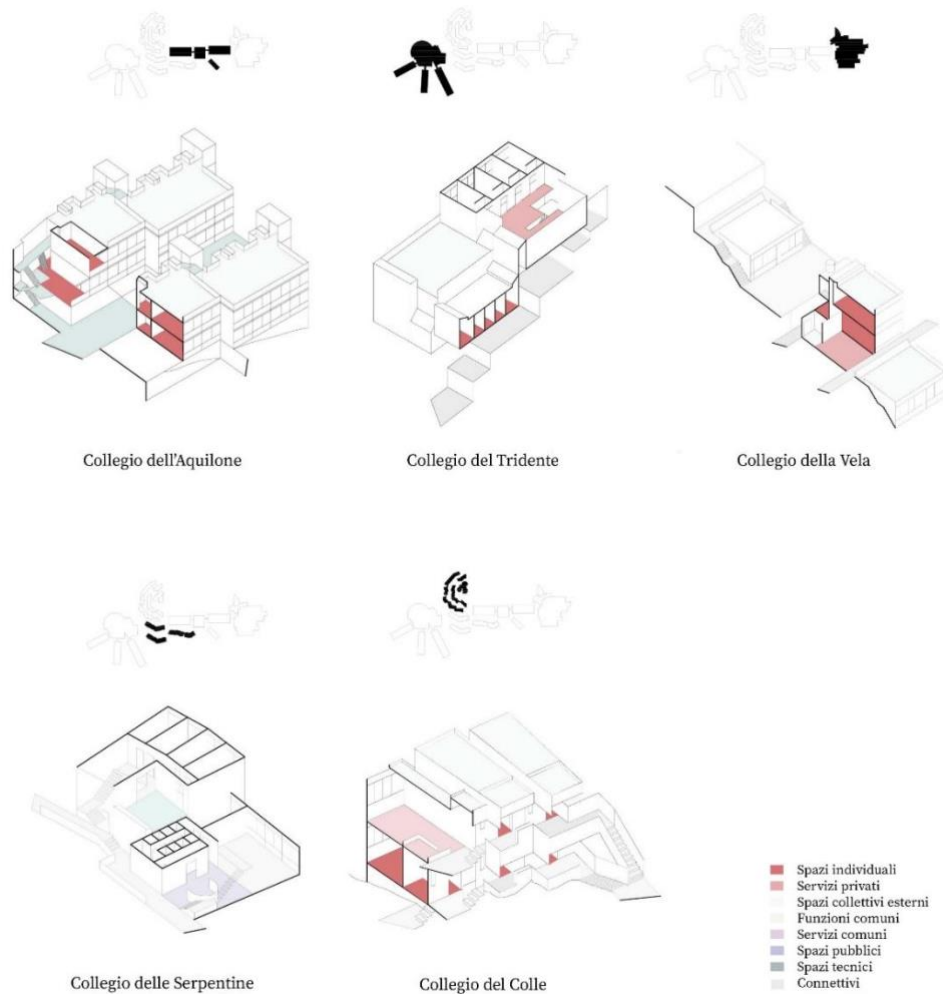 Collegio dell'Aquilone
Collegio del Tridente
Collegio della Vela
Collegio delle Serpentine
Collegio del Colle
Spazi individuali
Servizi privati
Spazi collettivi esterni
Funzioni comuni
Servizi comuni
Spazi pubblici
Spazi tecnici
Connettivi